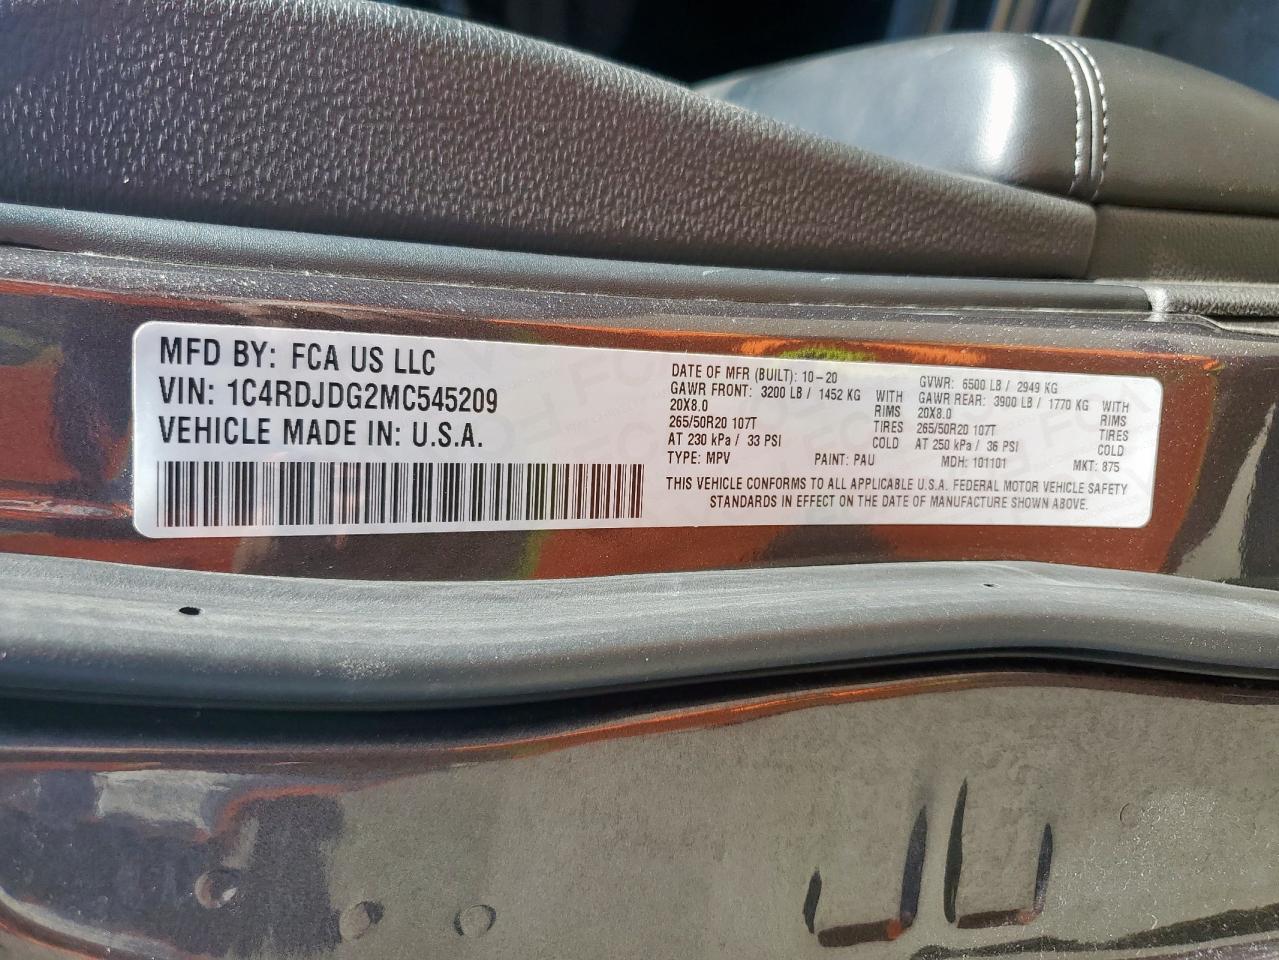 MFD BY: FCA US LLC
VIN: 1C4RDJDG2MC545209
VEHICLE MADE IN: U.S.A.
DATE OF MFR (BUILT): 10-20 GVWR: 6500 LB / 2949 KG
GAWR FRONT: 3200 LB / 1452 KG WITH GAWR REAR: 3900 LB / 1770 KG WITH
20X8.0 RIMS 20X8.0 RIMS
265/50R20 107T TIRES 265/50R20 107T TIRES
AT 230 kPa / 33 PSI COLD AT 250 kPa / 36 PSI COLD
TYPE: MPV PAINT: PAU MDH: 101101 MKT: 875
THIS VEHICLE CONFORMS TO ALL APPLICABLE U.S.A. FEDERAL MOTOR VEHICLE SAFETY
STANDARDS IN EFFECT ON THE DATE OF MANUFACTURE SHOWN ABOVE.